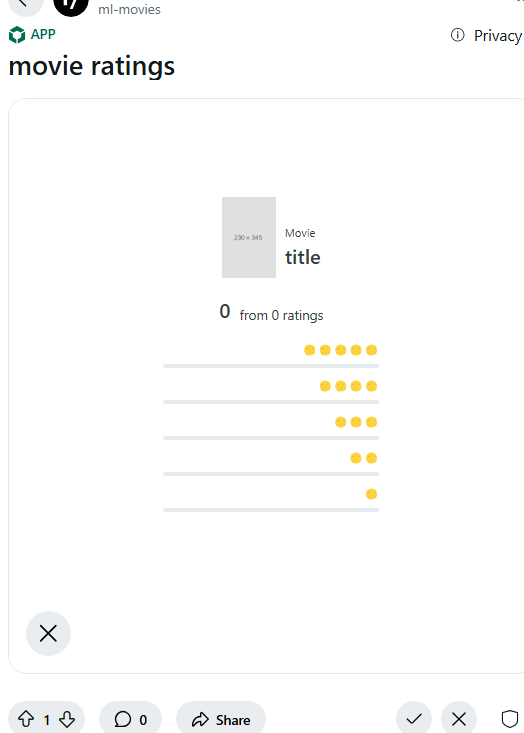 ml-movies
APP
Privacy
movie ratings
230 × 345
Movie
title
0 from 0 ratings
1
0
Share